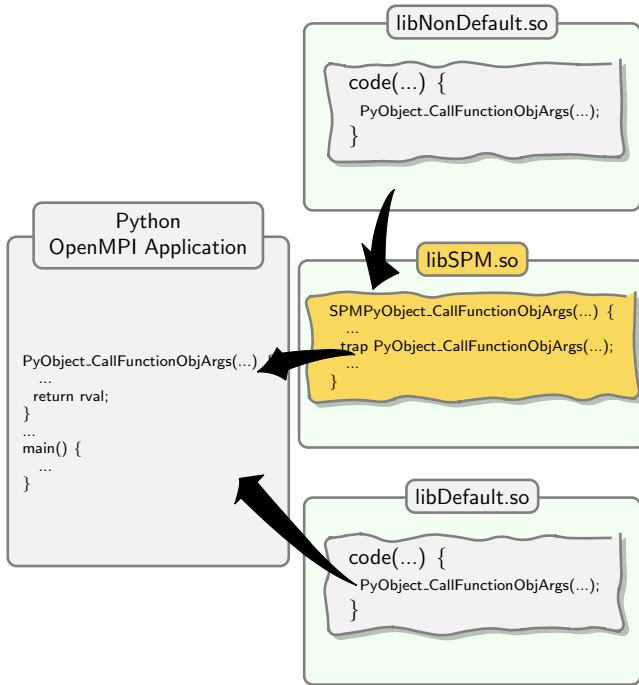 libNonDefault.so
code(...) {
PyObject_CallFunctionObjArgs(...);
}
Python
OpenMPI Application
PyObject_CallFunctionObjArgs(...) {
...
return rval;
}
...
main() {
...
}
libSPM.so
SPMPyObject_CallFunctionObjArgs(...) {
...
trap PyObject_CallFunctionObjArgs(...);
...
}
libDefault.so
code(...) {
PyObject_CallFunctionObjArgs(...);
}